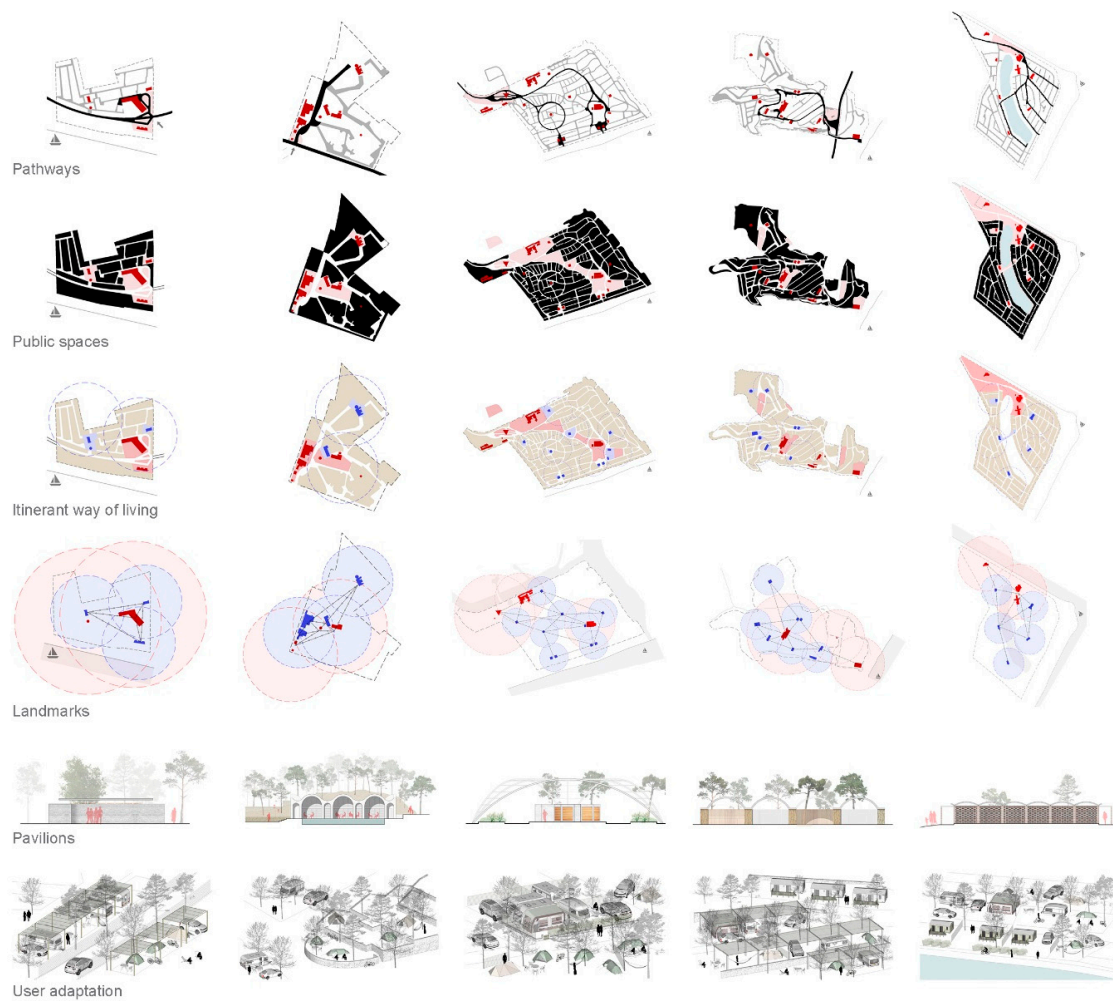 Pathways
Public spaces
Itinerant way of living
Landmarks
Pavilions
User adaptation